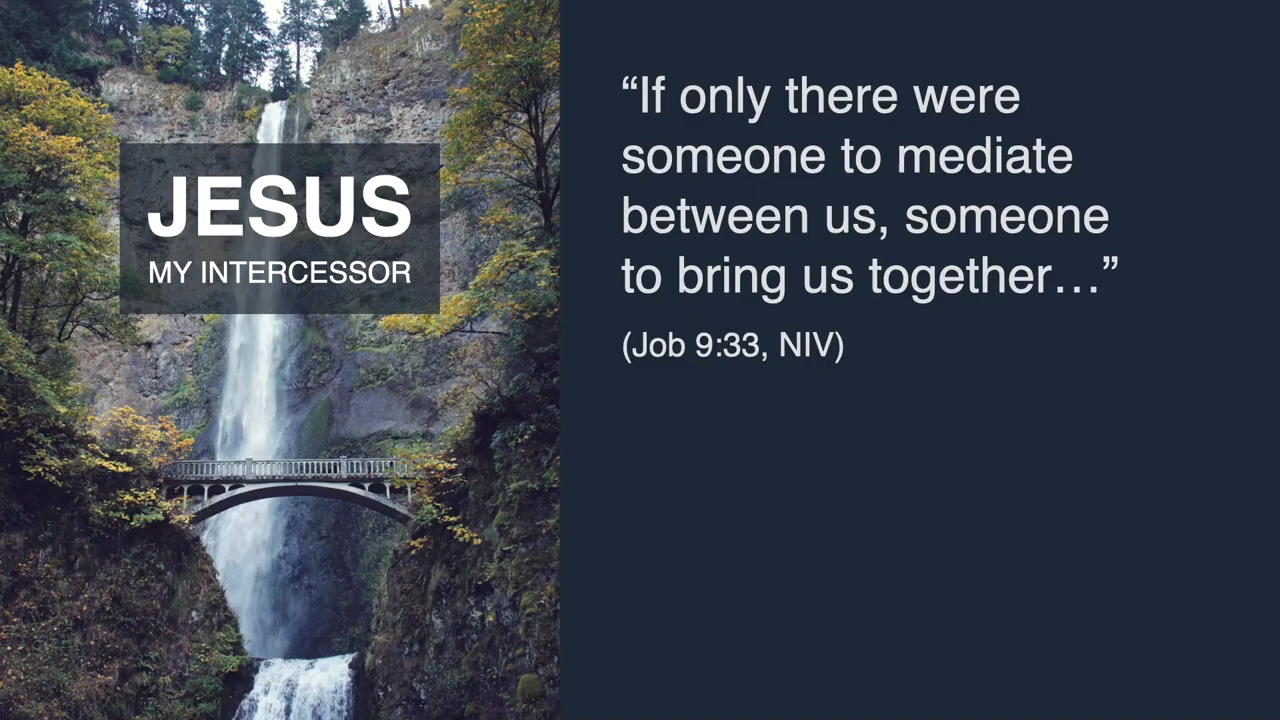 JESUS
MY INTERCESSOR
“If only there were
someone to mediate
between us, someone
to bring us together…”
(Job 9:33, NIV)